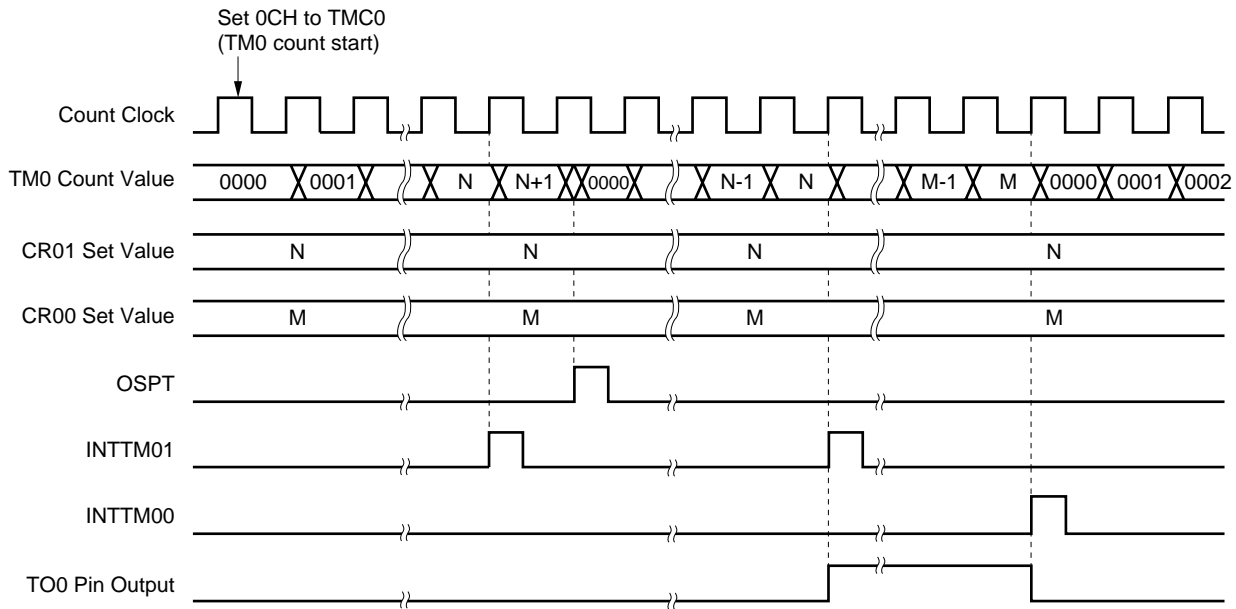 Set 0CH to TMC0
(TM0 count start)
Count Clock
TM0 Count Value 0000 0001 N N+1 0000 N-1 N M-1 M 0000 0001 0002
CR01 Set Value N N N N
CR00 Set Value M M M M
OSPT
INTTM01
INTTM00
TO0 Pin Output